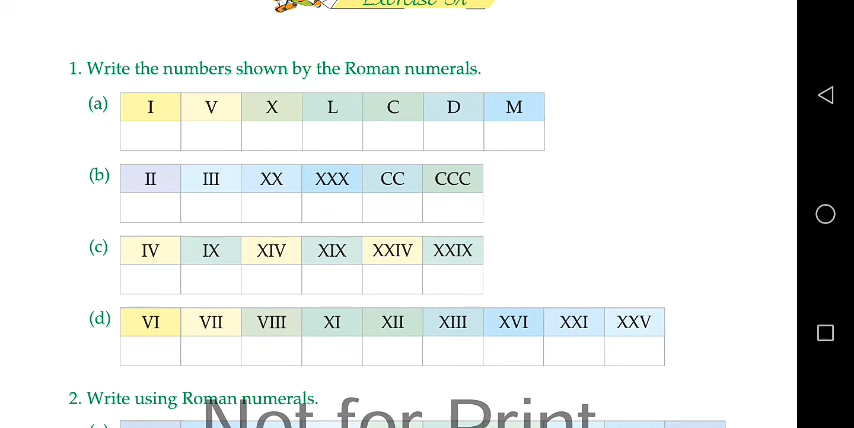 1. Write the numbers shown by the Roman numerals.
(a) I V X L C D M
(b) II III XX XXX CC CCC
(c) IV IX XIV XIX XXIV XXIX
(d) VI VII VIII XI XII XIII XVI XXI XXV
2. Write using Roman numerals.
Not for Print